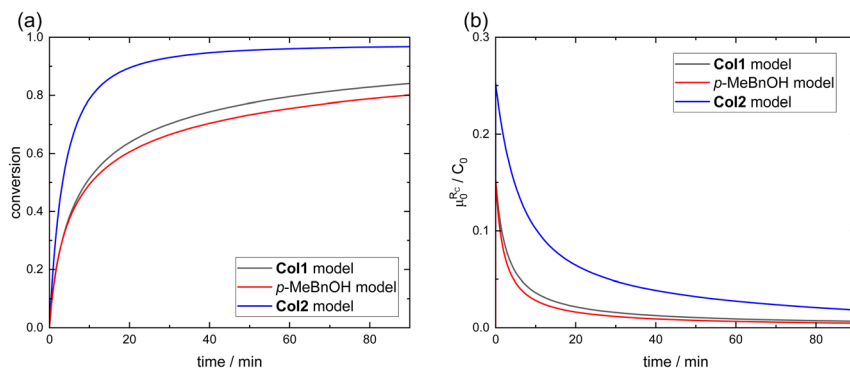 (a)
1.0
0.8
0.6
0.4
0.2
0.0
conversion
0
20
40
60
80
time / min
Col1 model
p-MeBnOH model
Col2 model
(b)
0.3
0.2
0.1
0.0
μ₀^R_C / C₀
0
20
40
60
80
time / min
Col1 model
p-MeBnOH model
Col2 model